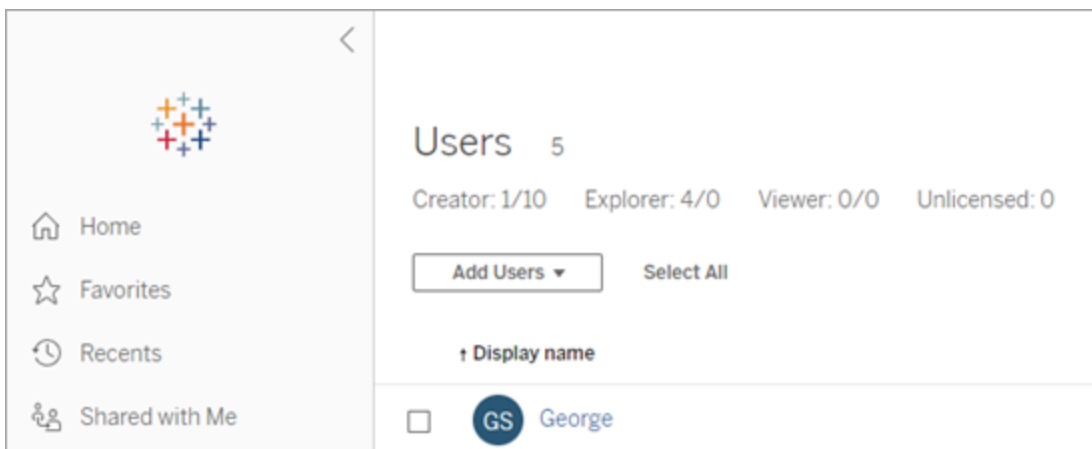 Home
Favorites
Recents
Shared with Me
Users 5
Creator: 1/10 Explorer: 4/0 Viewer: 0/0 Unlicensed: 0
Add Users Select All
Display name
GS George